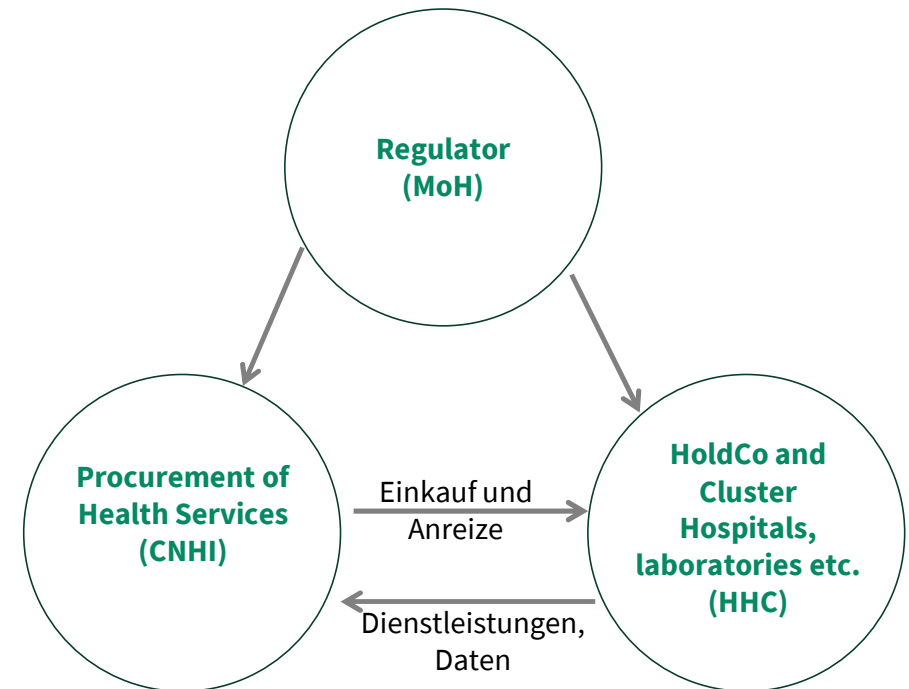 Regulator
(MoH)
Procurement of
Health Services
(CNHI)
Einkauf und
Anreize
Dienstleistungen,
Daten
HoldCo and
Cluster
Hospitals,
laboratories etc.
(HHC)